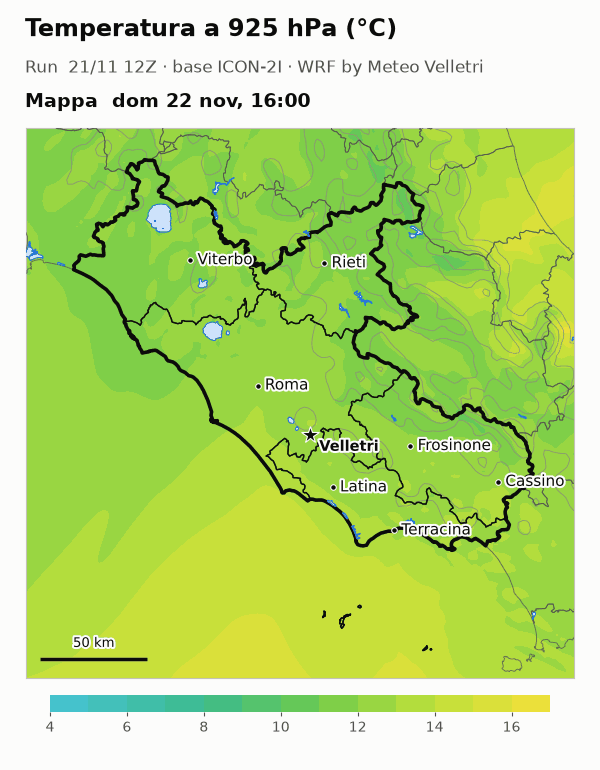 Temperatura a 925 hPa (°C)
Run  21/11 12Z · base ICON-2I · WRF by Meteo Velletri
Mappa  dom 22 nov, 16:00
Viterbo
Rieti
Roma
Velletri
Frosinone
Cassino
Latina
Terracina
50 km
4 6 8 10 12 14 16